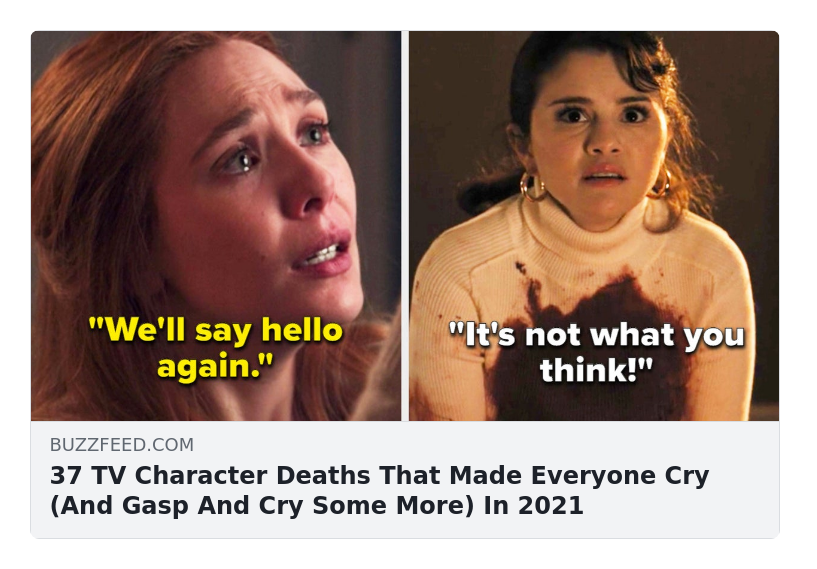 "We'll say hello
again."
"It's not what you
think!"
BUZZFEED.COM
37 TV Character Deaths That Made Everyone Cry
(And Gasp And Cry Some More) In 2021